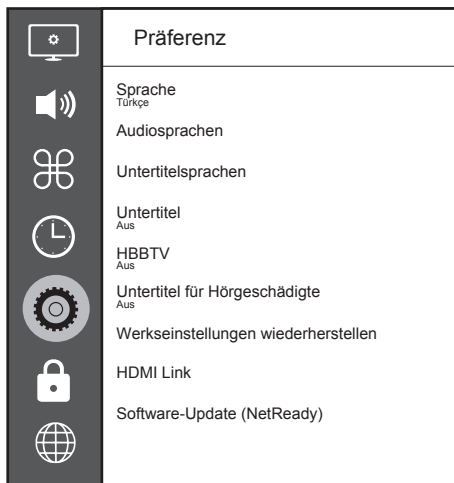 Präferenz
Sprache
Türkçe
Audiosprachen
Untertitelsprachen
Untertitel
Aus
HBBTV
Aus
Untertitel für Hörgeschädigte
Aus
Werkseinstellungen wiederherstellen
HDMI Link
Software-Update (NetReady)